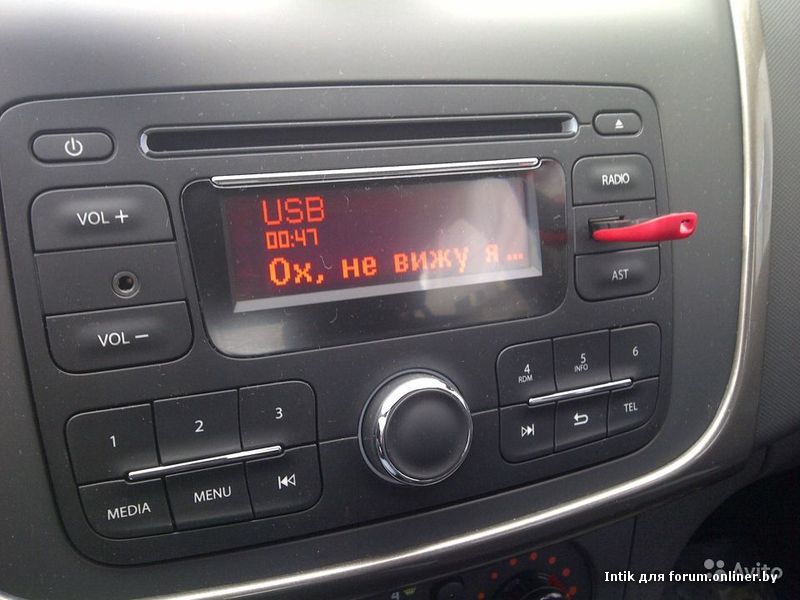 RADIO
VOL +
USB
00:47
Ох, не вижу я ...
AST
VOL −
1
2
3
4
RDM
5
INFO
6
TEL
MEDIA
MENU
Avito
Intik для forum.onliner.by